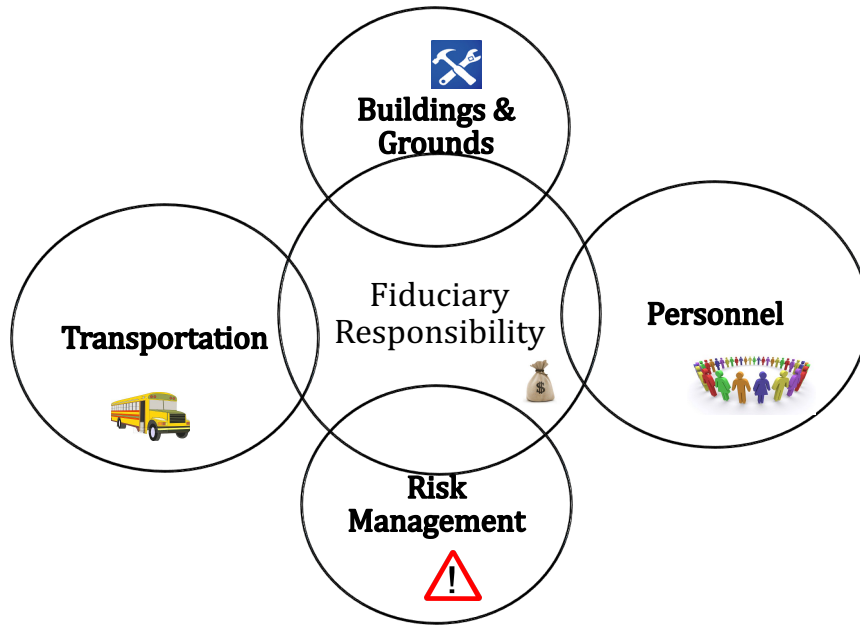 Buildings &
Grounds
Fiduciary
Responsibility
Transportation
Personnel
$
Risk
Management
!